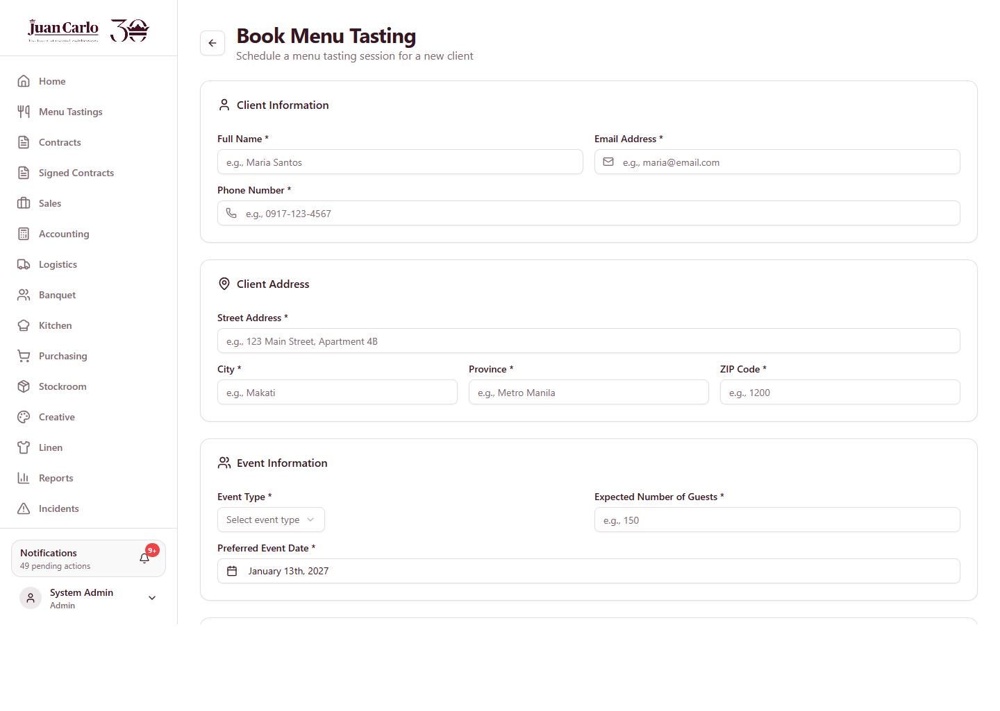 Juan Carlo 30
Home
Menu Tastings
Contracts
Signed Contracts
Sales
Accounting
Logistics
Banquet
Kitchen
Purchasing
Stockroom
Creative
Linen
Reports
Incidents
Notifications
9+
49 pending actions
System Admin
Admin
Book Menu Tasting
Schedule a menu tasting session for a new client
Client Information
Full Name *
Email Address *
e.g., Maria Santos
e.g., maria@email.com
Phone Number *
e.g., 0917-123-4567
Client Address
Street Address *
e.g., 123 Main Street, Apartment 4B
City *
Province *
ZIP Code *
e.g., Makati
e.g., Metro Manila
e.g., 1200
Event Information
Event Type *
Expected Number of Guests *
Select event type
e.g., 150
Preferred Event Date *
January 13th, 2027